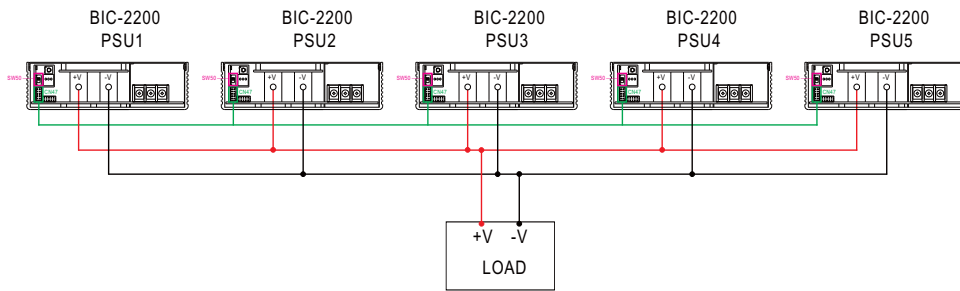 BIC-2200 BIC-2200 BIC-2200 BIC-2200 BIC-2200
PSU1 PSU2 PSU3 PSU4 PSU5
SW50 +V -V SW50 +V -V SW50 +V -V SW50 +V -V SW50 +V -V
CN47 CN47 CN47 CN47 CN47
+V -V
LOAD